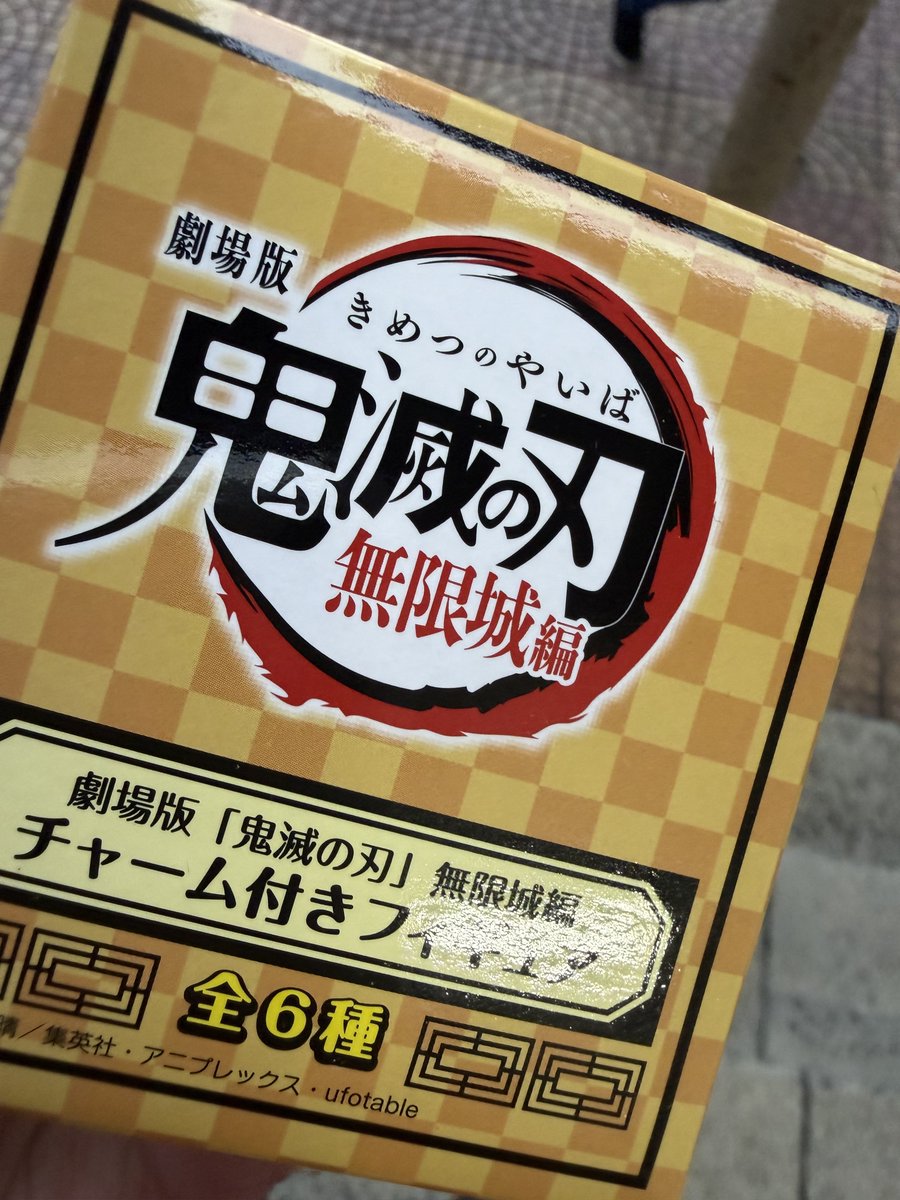 劇場版
きめつのやいば
鬼滅の刃
無限城編
劇場版「鬼滅の刃」無限城編
チャーム付きフィギュア
全6種
晴/集英社・アニプレックス・ufotable